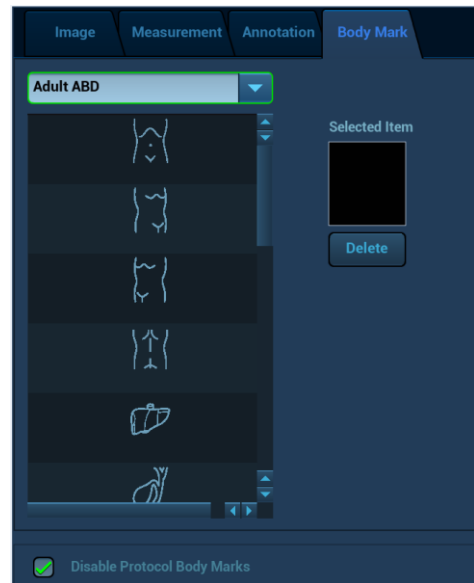 Image
Measurement
Annotation
Body Mark
Adult ABD
Selected Item
Delete
Disable Protocol Body Marks